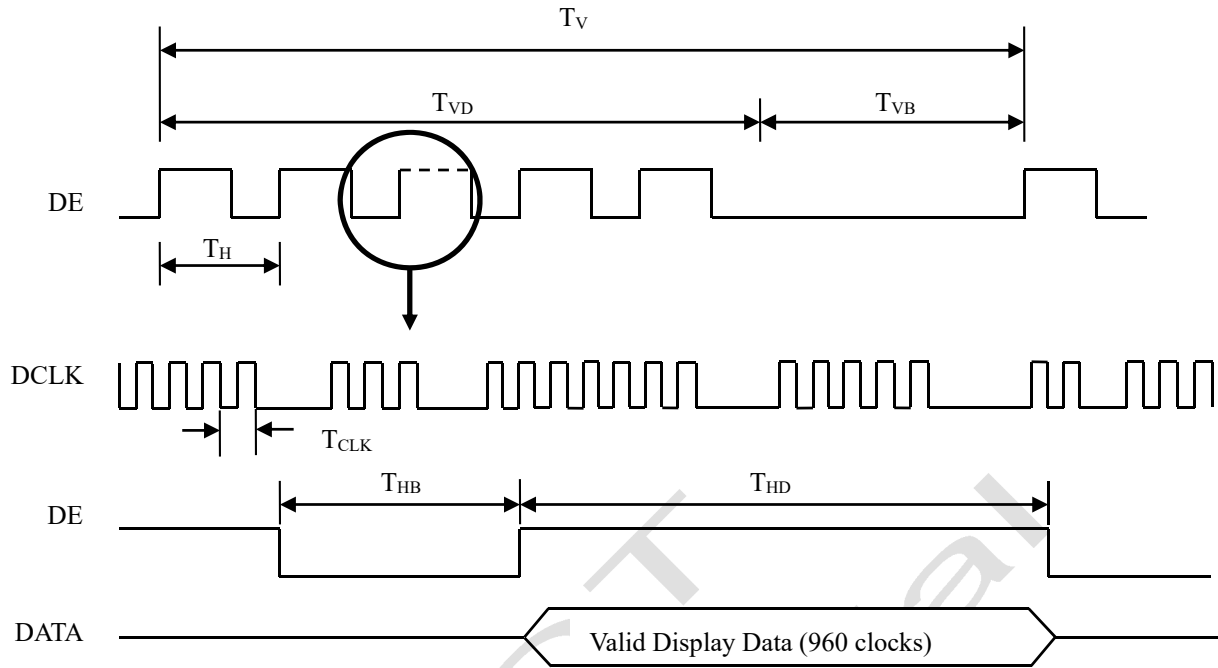 TV
TVD TVB
DE
TH
DCLK
TCLK
THB THD
DE
DATA Valid Display Data (960 clocks)